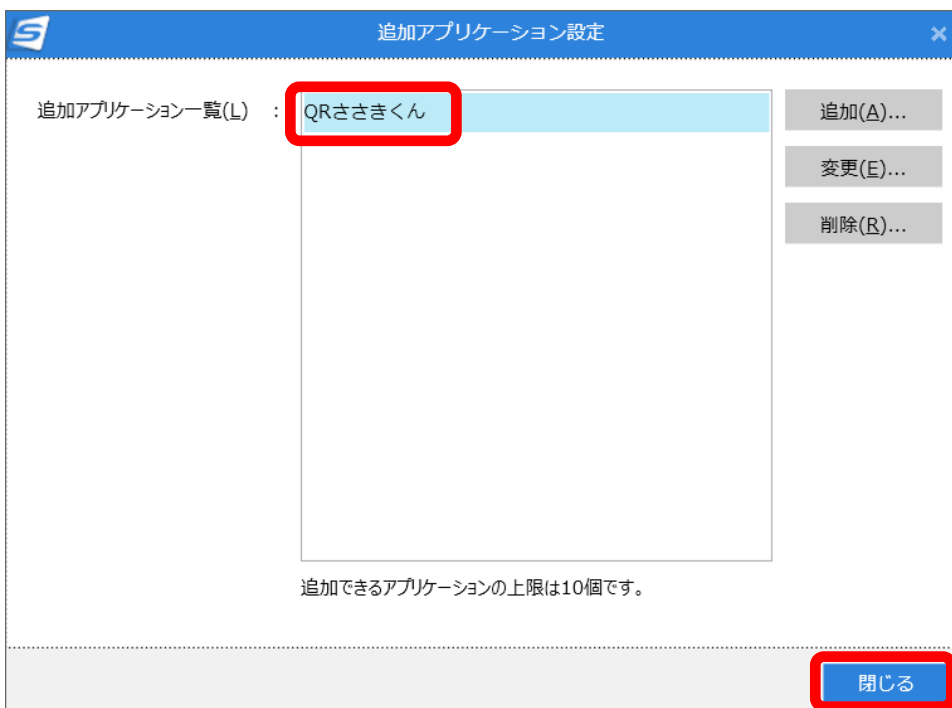 追加アプリケーション設定
追加アプリケーション一覧(L) :
QRささきくん
追加(A)...
変更(E)...
削除(R)...
追加できるアプリケーションの上限は10個です。
閉じる